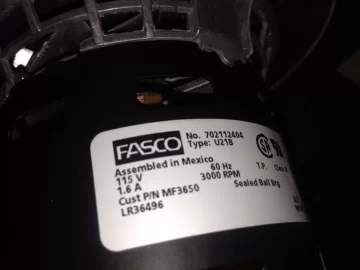 FASCO No. 702112404
Type: U21B
Assembled in Mexico
115 V 60 Hz T.P. Class
1.6 A 3000 RPM
Cust P/N MF3650 Sealed Ball Brg
LR36496